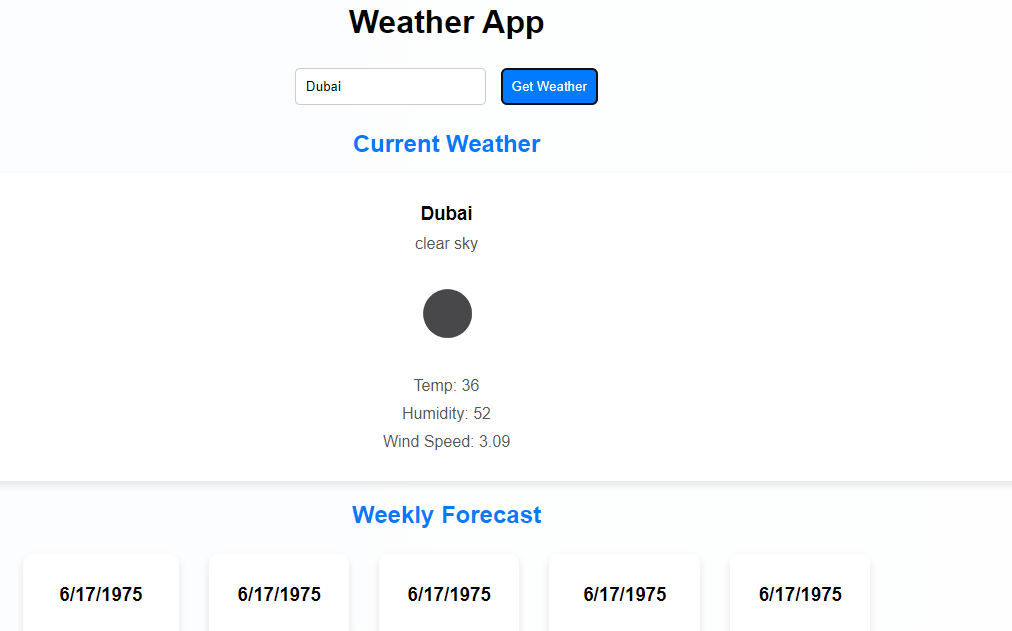 Weather App
Dubai Get Weather
Current Weather
Dubai
clear sky
Temp: 36
Humidity: 52
Wind Speed: 3.09
Weekly Forecast
6/17/1975 6/17/1975 6/17/1975 6/17/1975 6/17/1975